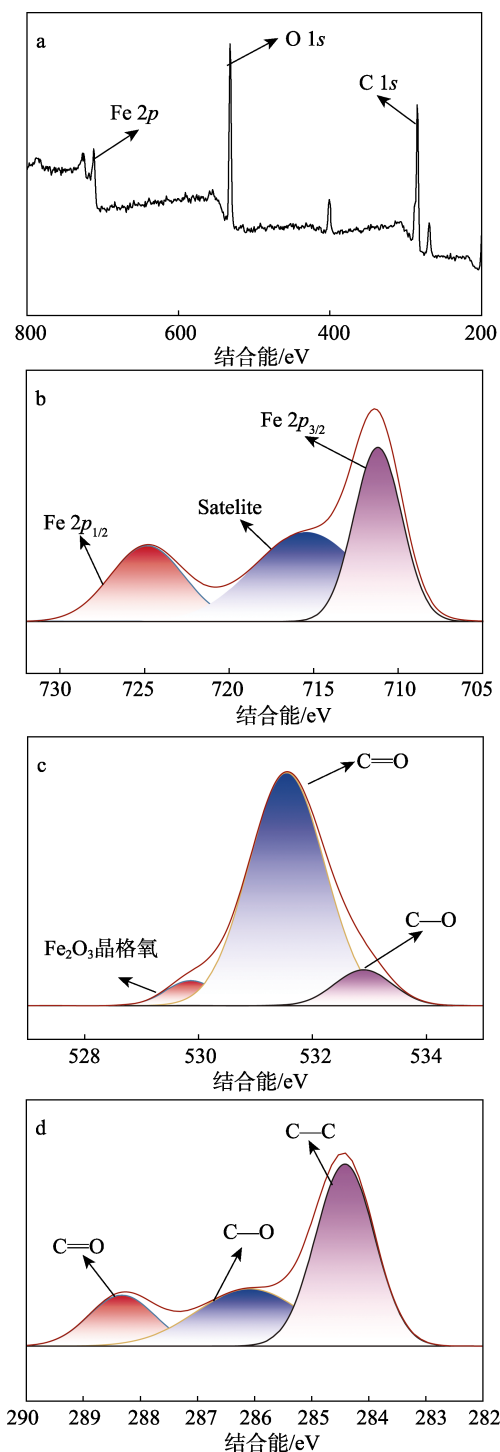 a
O 1s
C 1s
Fe 2p
800 600 400 200
结合能/eV
b
Fe 2p3/2
Satelite
Fe 2p1/2
730 725 720 715 710 705
结合能/eV
c
C=O
C—O
Fe2O3晶格氧
528 530 532 534
结合能/eV
d
C—C
C—O
C=O
290 289 288 287 286 285 284 283 282
结合能/eV